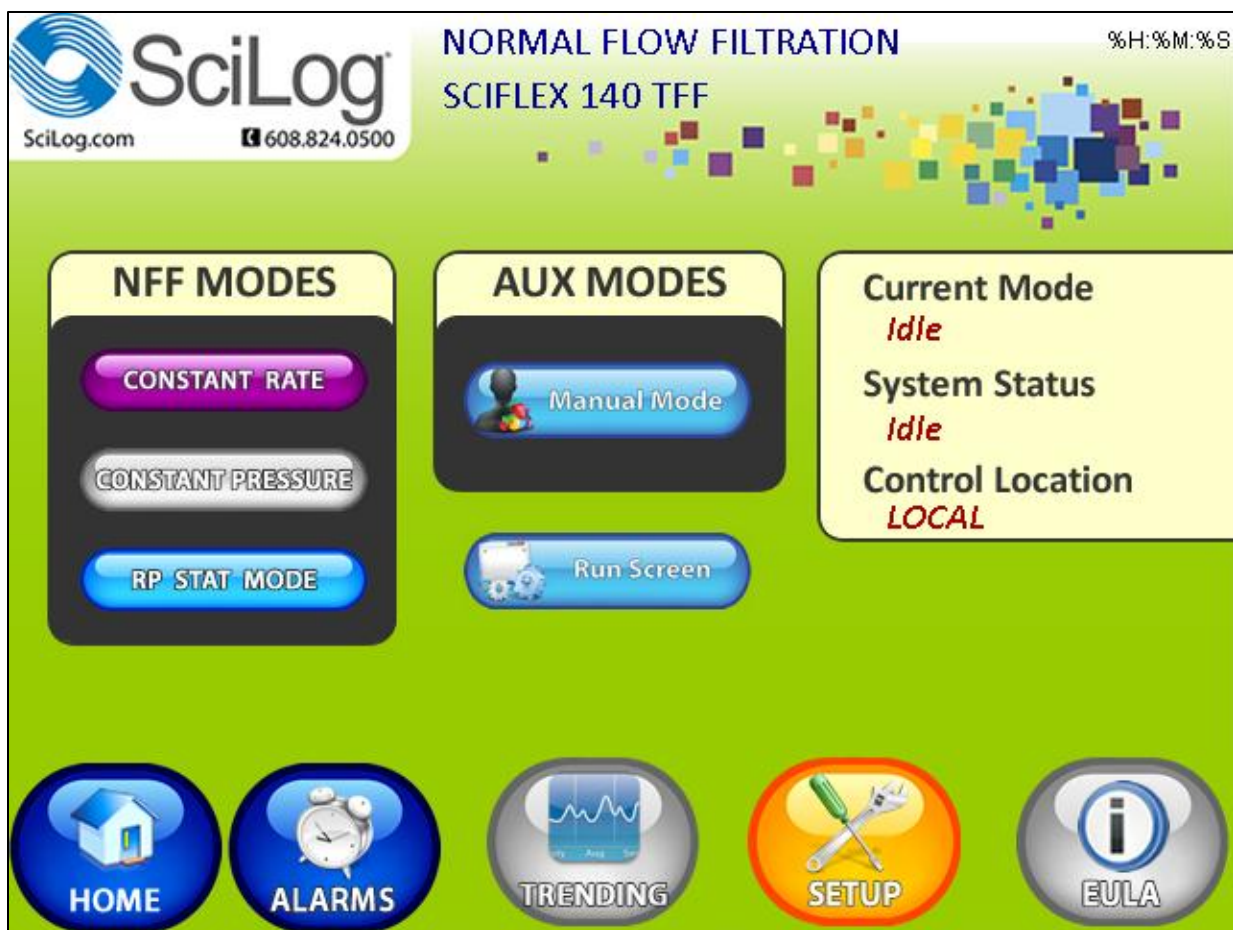 SciLog
SciLog.com 608.824.0500
NORMAL FLOW FILTRATION
SCIFLEX 140 TFF
%H:%M:%S
NFF MODES
CONSTANT RATE
CONSTANT PRESSURE
RP STAT MODE
AUX MODES
Manual Mode
Run Screen
Current Mode
Idle
System Status
Idle
Control Location
LOCAL
HOME
ALARMS
Aug
TRENDING
SETUP
i
EULA